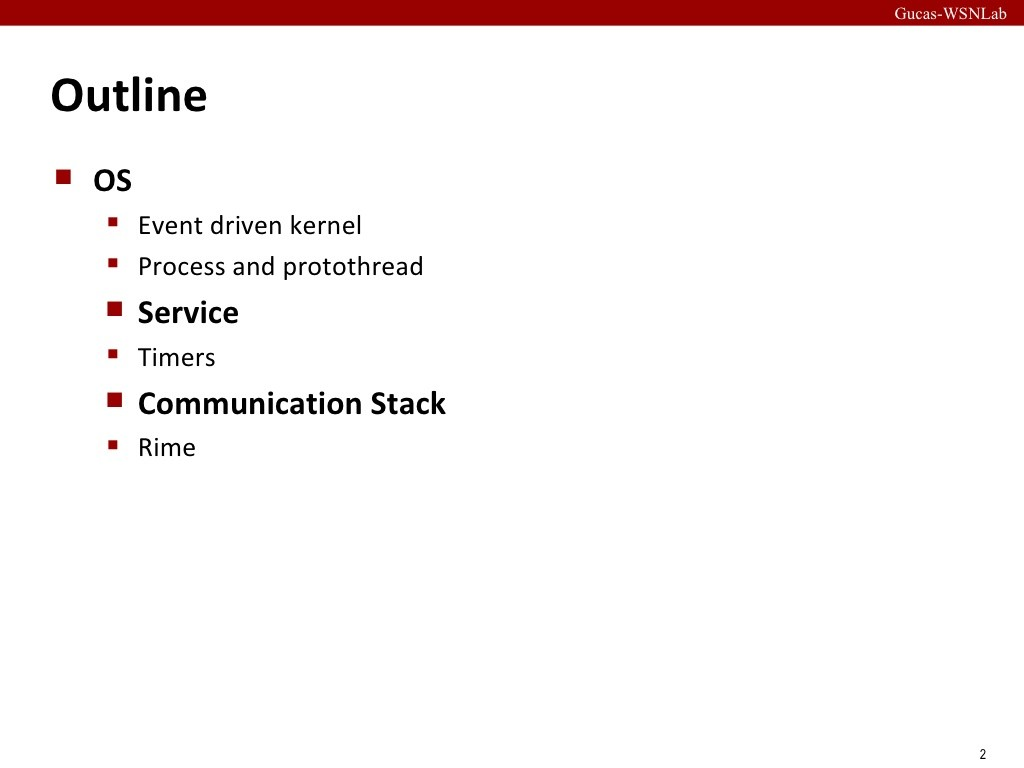 Gucas-WSNLab
Outline
OS
Event driven kernel
Process and protothread
Service
Timers
Communication Stack
Rime
2